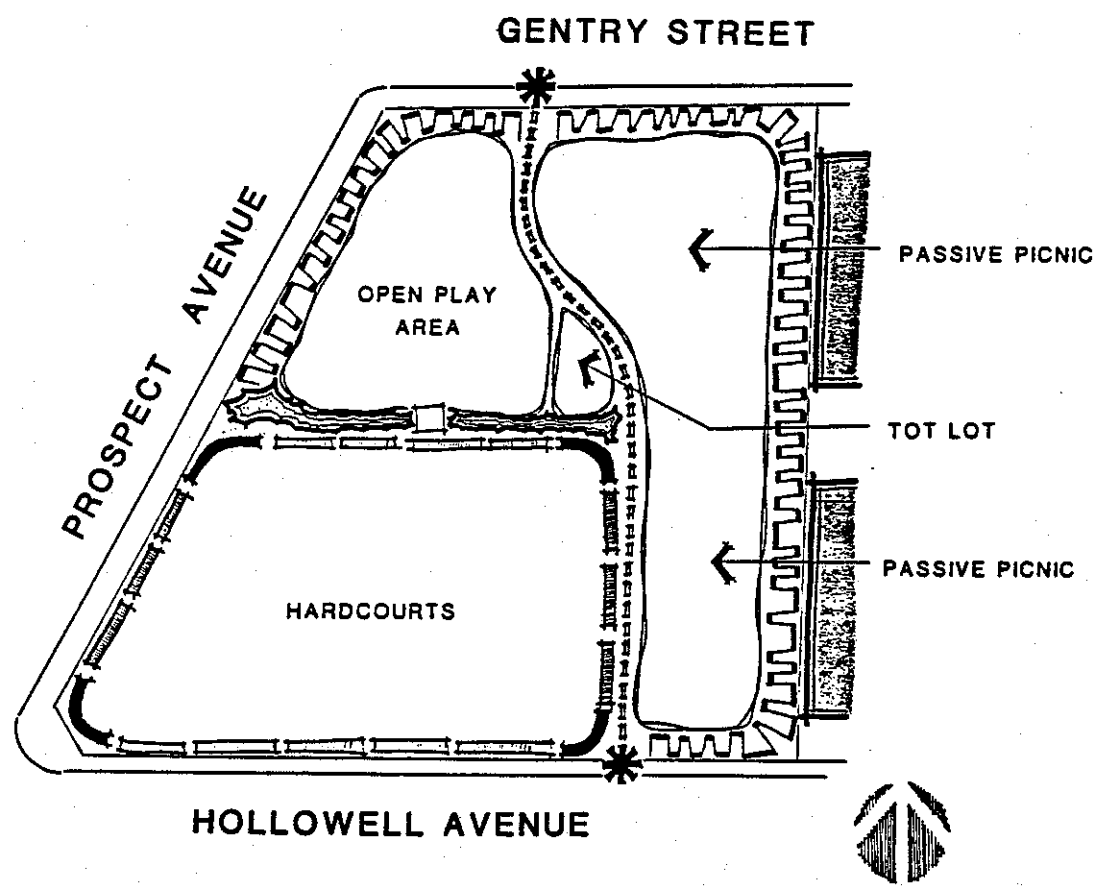 GENTRY STREET
PROSPECT AVENUE
PASSIVE PICNIC
OPEN PLAY
AREA
TOT LOT
PASSIVE PICNIC
HARDCOURTS
HOLLOWELL AVENUE